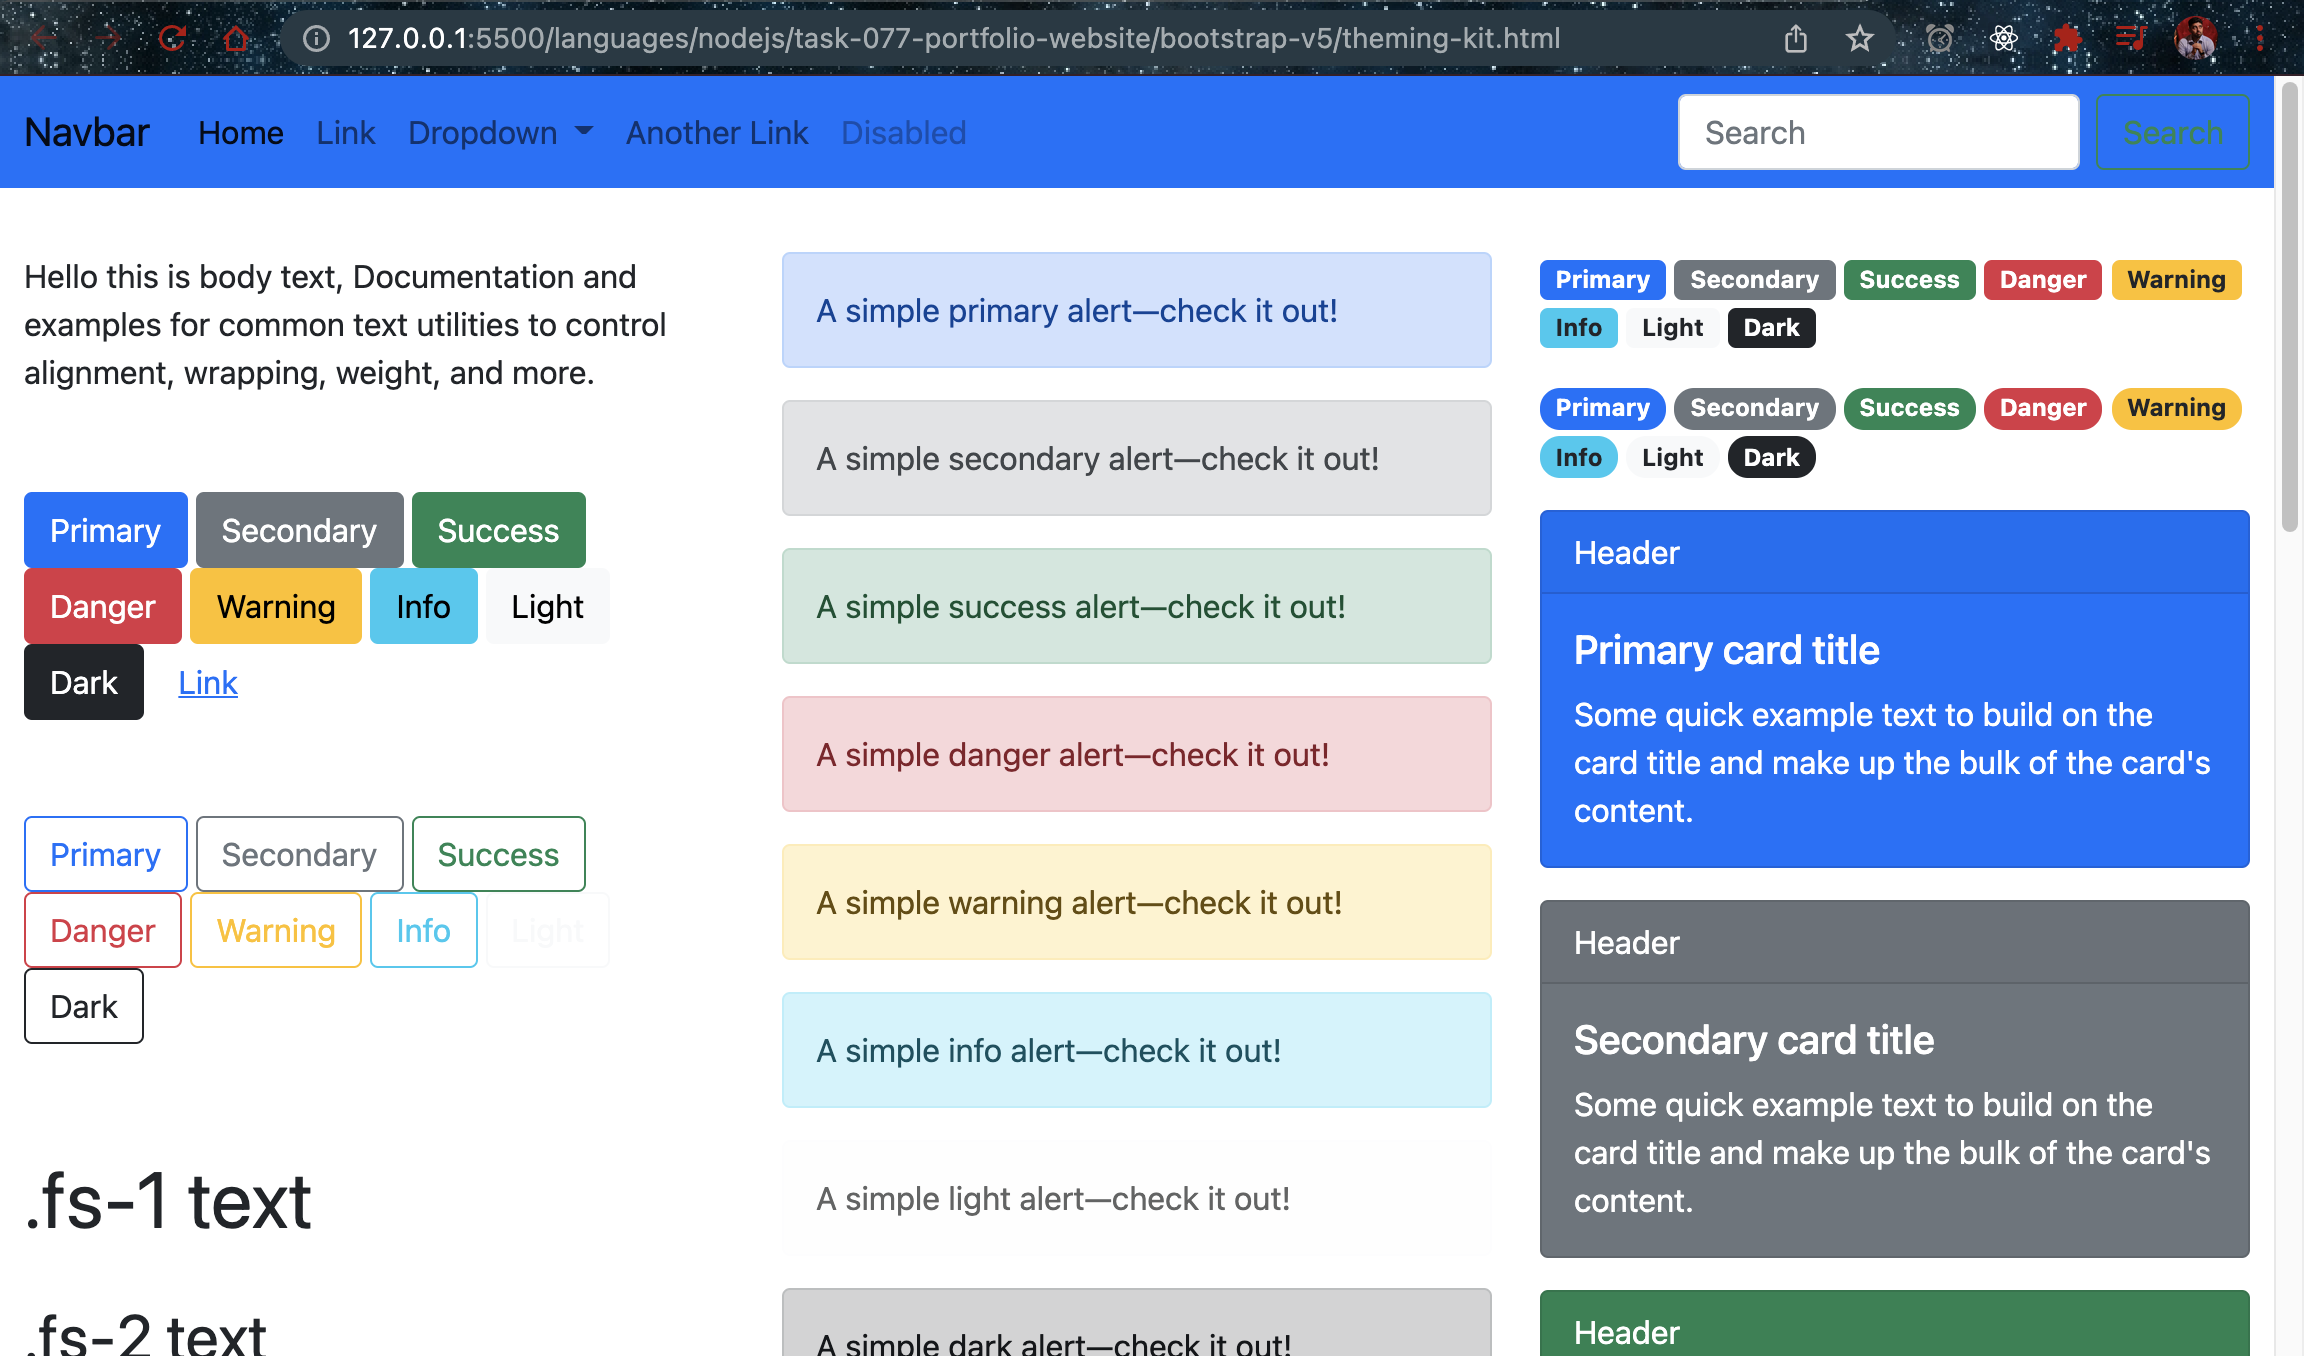 127.0.0.1:5500/languages/nodejs/task-077-portfolio-website/bootstrap-v5/theming-kit.html
Navbar Home Link Dropdown Another Link Disabled Search Search
Hello this is body text, Documentation and
examples for common text utilities to control
alignment, wrapping, weight, and more.
Primary Secondary Success
Danger Warning Info Light
Dark Link
Primary Secondary Success
Danger Warning Info Light
Dark
.fs-1 text
.fs-2 text
A simple primary alert—check it out!
A simple secondary alert—check it out!
A simple success alert—check it out!
A simple danger alert—check it out!
A simple warning alert—check it out!
A simple info alert—check it out!
A simple light alert—check it out!
A simple dark alert—check it out!
Primary Secondary Success Danger Warning
Info Light Dark
Primary Secondary Success Danger Warning
Info Light Dark
Header
Primary card title
Some quick example text to build on the
card title and make up the bulk of the card's
content.
Header
Secondary card title
Some quick example text to build on the
card title and make up the bulk of the card's
content.
Header